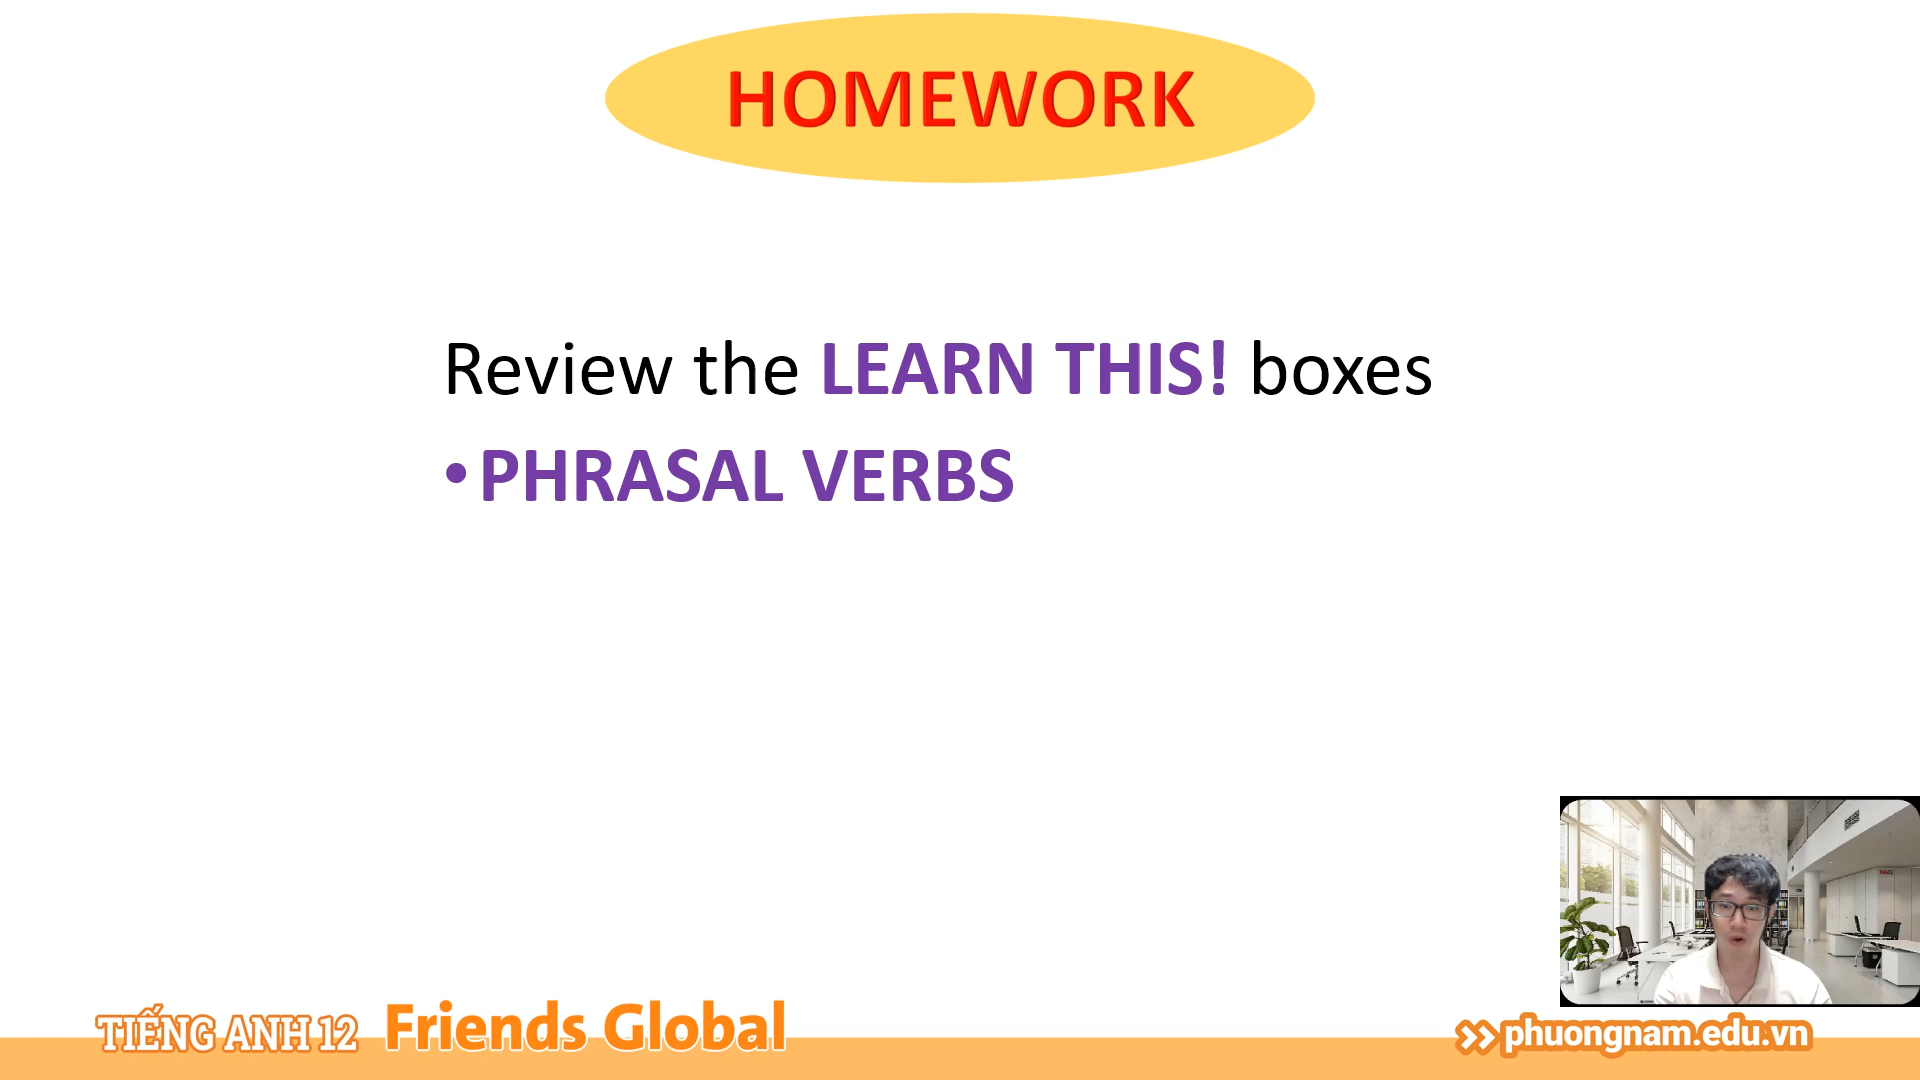 HOMEWORK
Review the LEARN THIS! boxes
•PHRASAL VERBS
TIẾNG ANH 12 Friends Global
phuongnam.edu.vn